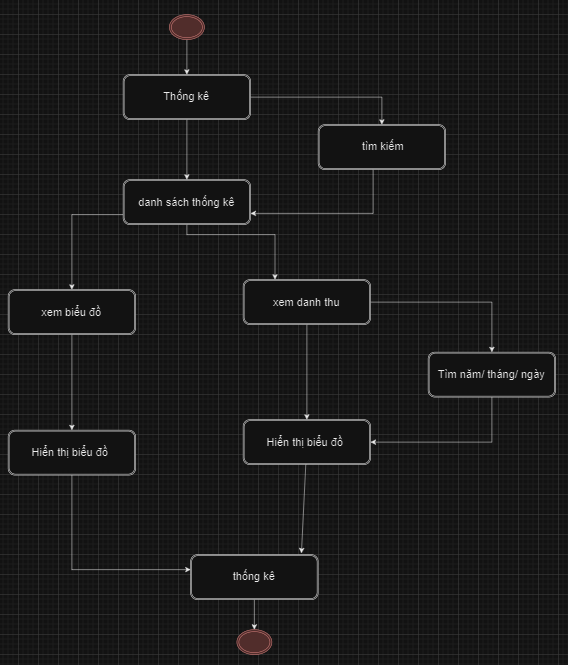 Thống kê
tìm kiếm
danh sách thống kê
xem biểu đồ
xem danh thu
Tìm năm/ tháng/ ngày
Hiển thị biểu đồ
Hiển thị biểu đồ
thống kê